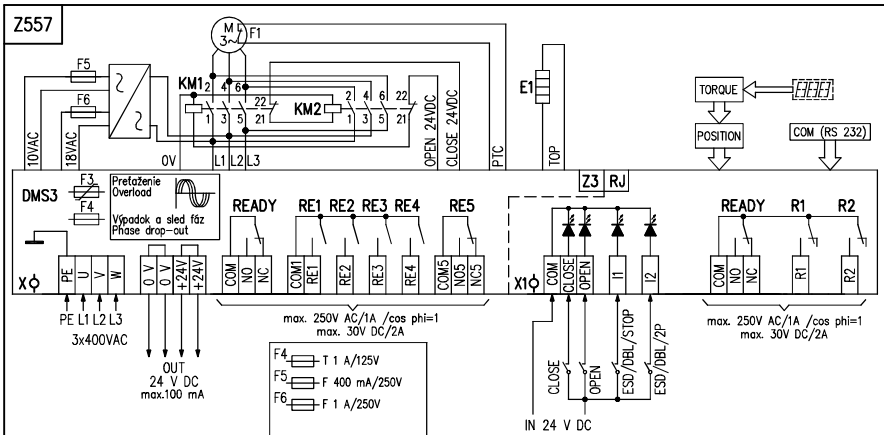 Z557
F5
F6
M
3~
F1
KM1
2 4 6
1 3 5
22
21
KM2
2 4 6
1 3 5
22
21
E1
TORQUE
POSITION
COM (RS 232)
10VAC
18VAC
0V
L1 L2 L3
OPEN 24VDC
CLOSE 24VDC
PTC
TOP
DMS3
F3
F4
Preťaženie
Overload
Výpadok a sled fáz
Phase drop-out
READY
RE1 RE2 RE3 RE4
RE5
Z3 RJ
READY
R1
R2
X
PE U V W
0 V
0 V
+24V
+24V
COM NO NC
COM1 RE1 RE2 RE3 RE4
COM5 NO5 NC5
X1
COM CLOSE OPEN I1 I2
COM NO NC
R1
R2
PE L1 L2 L3
3x400VAC
OUT
24 V DC
max.100 mA
max. 250V AC/1A /cos phi=1
max. 30V DC/2A
F4 T 1 A/125V
F5 F 400 mA/250V
F6 F 1 A/250V
CLOSE
OPEN
ESD/DBL/STOP
ESD/DBL/2P
IN 24 V DC
max. 250V AC/1A /cos phi=1
max. 30V DC/2A